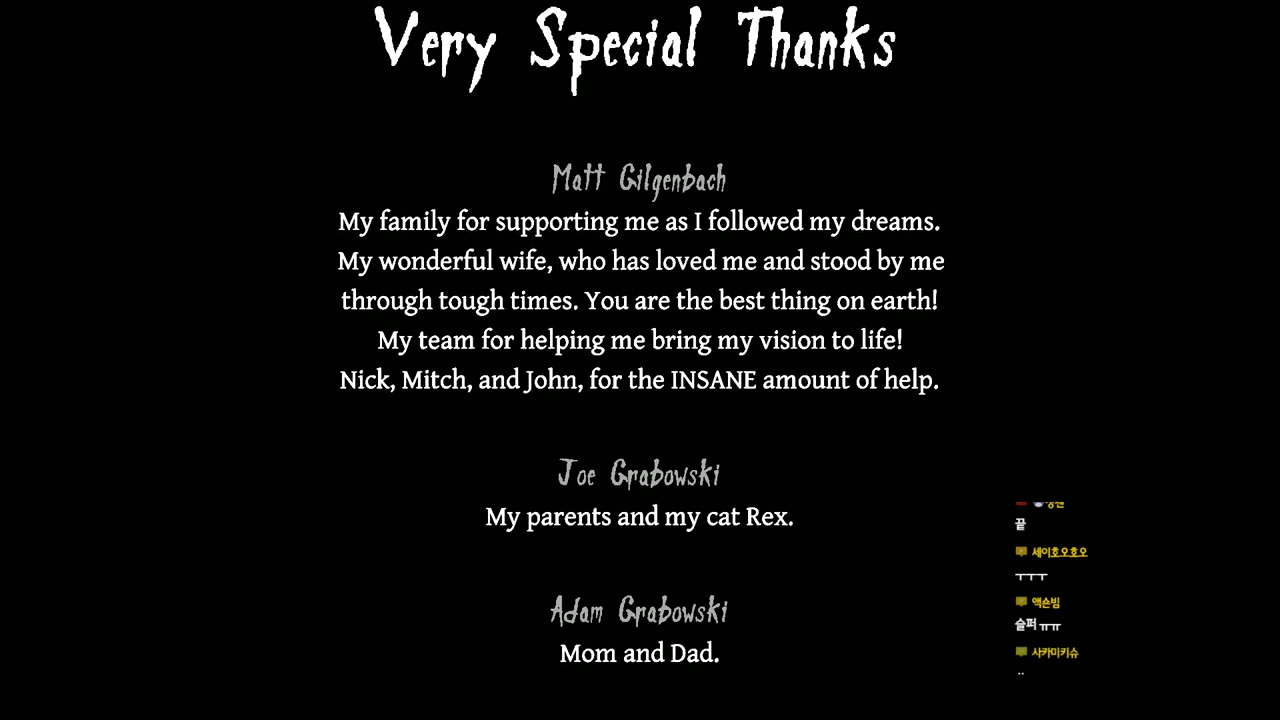 Very Special Thanks
Matt Gilgenbach
My family for supporting me as I followed my dreams.
My wonderful wife, who has loved me and stood by me
through tough times. You are the best thing on earth!
My team for helping me bring my vision to life!
Nick, Mitch, and John, for the INSANE amount of help.
Joe Grabowski
My parents and my cat Rex.
Adam Grabowski
Mom and Dad.
끝
세이호오호오
ㅜㅜㅜ
액숀빔
슬퍼 ㅠㅠ
사카미키슈
..